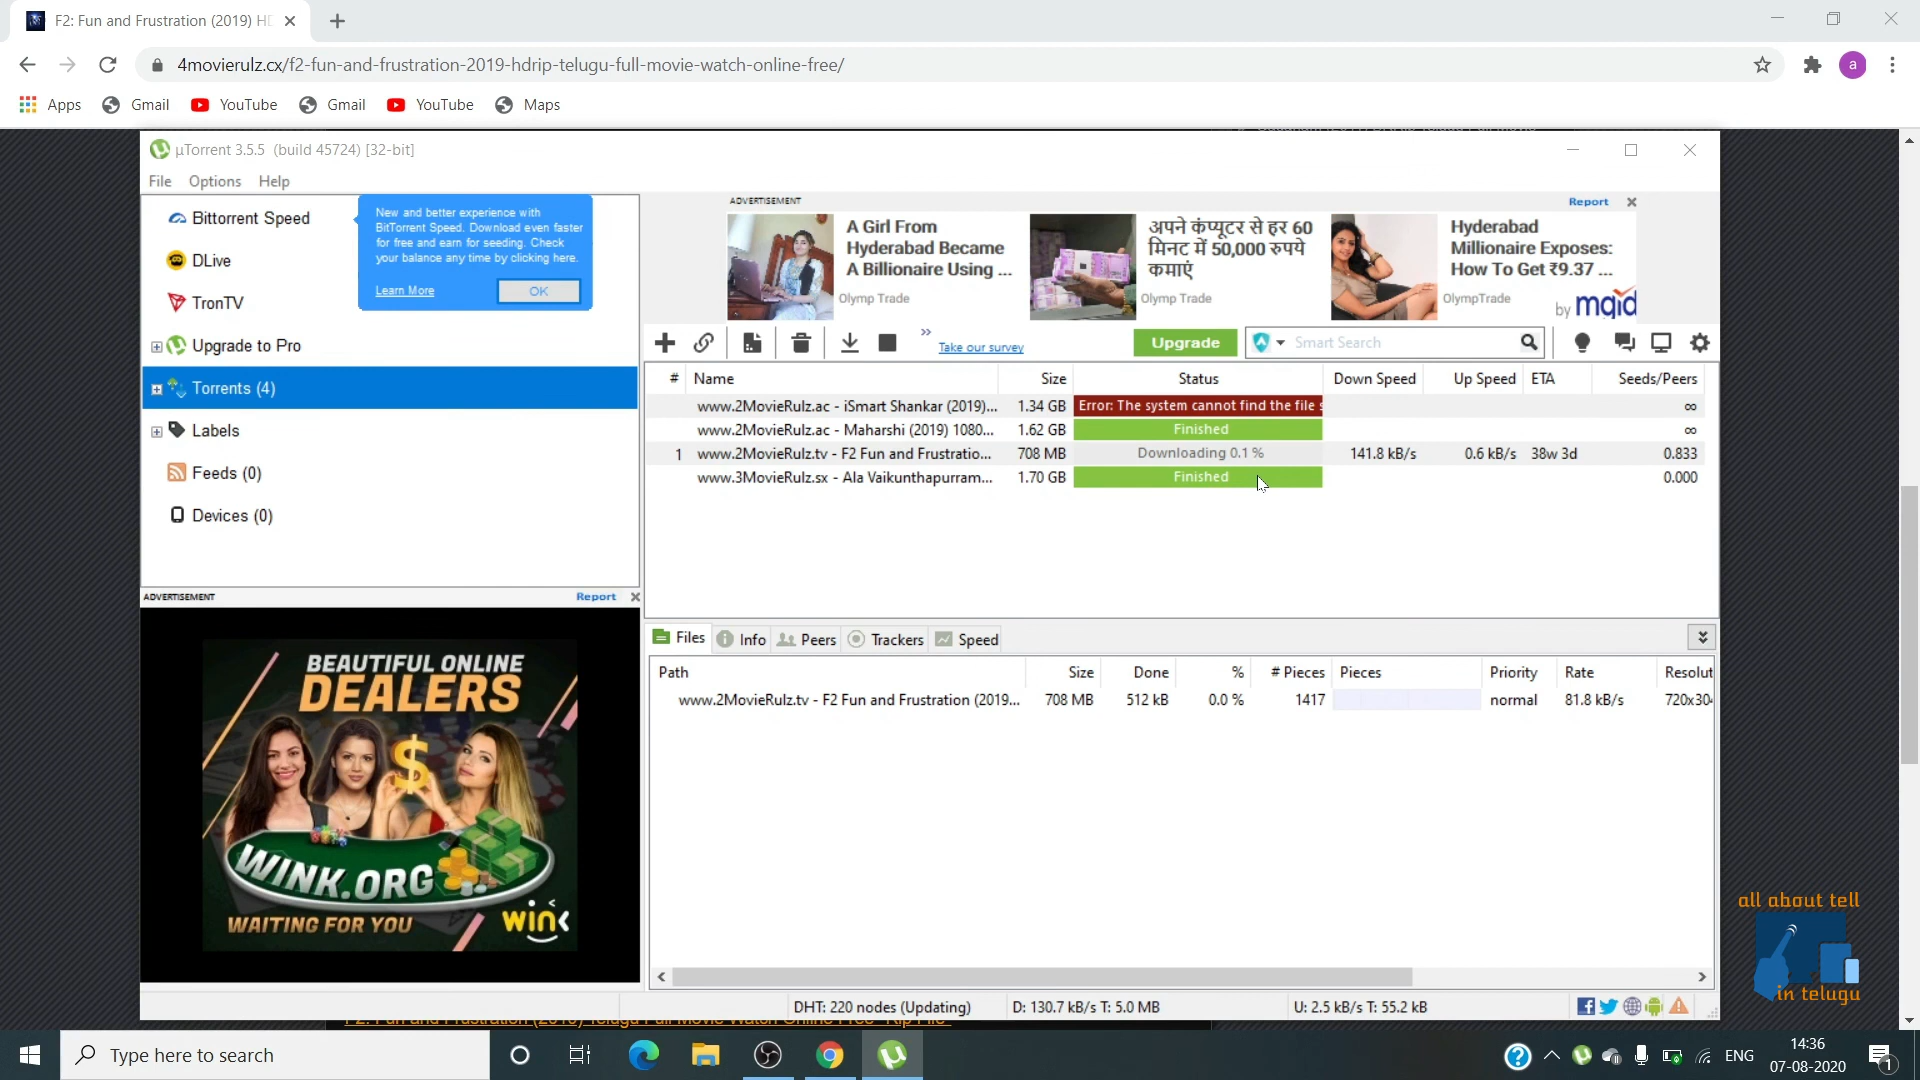 F2: Fun and Frustration (2019) HD
4movierulz.cx/f2-fun-and-frustration-2019-hdrip-telugu-full-movie-watch-online-free/
a
Apps
Gmail
YouTube
Gmail
YouTube
Maps
µTorrent 3.5.5 (build 45724) [32-bit]
File Options Help
Bittorrent Speed
DLive
TronTV
Upgrade to Pro
Torrents (4)
Labels
Feeds (0)
Devices (0)
New and better experience with
BitTorrent Speed. Download even faster
for free and earn for seeding. Check
your balance any time by clicking here.
Learn More
OK
ADVERTISEMENT
Report
A Girl From
Hyderabad Became
A Billionaire Using ...
Olymp Trade
अपने कंप्यूटर से हर 60
मिनट में 50,000 रुपये
कमाएं
Olymp Trade
Hyderabad
Millionaire Exposes:
How To Get ₹9.37 ...
OlympTrade
by mgid
Take our survey
Upgrade
Smart Search
# Name Size Status Down Speed Up Speed ETA Seeds/Peers
www.2MovieRulz.ac - iSmart Shankar (2019)... 1.34 GB Error: The system cannot find the file s ∞
www.2MovieRulz.ac - Maharshi (2019) 1080... 1.62 GB Finished ∞
1 www.2MovieRulz.tv - F2 Fun and Frustratio... 708 MB Downloading 0.1 % 141.8 kB/s 0.6 kB/s 38w 3d 0.833
www.3MovieRulz.sx - Ala Vaikunthapurram... 1.70 GB Finished 0.000
ADVERTISEMENT
Report
BEAUTIFUL ONLINE
DEALERS
$
WINK.ORG
WAITING FOR YOU
wink
Files Info Peers Trackers Speed
Path Size Done % # Pieces Pieces Priority Rate Resolut
www.2MovieRulz.tv - F2 Fun and Frustration (2019... 708 MB 512 kB 0.0 % 1417 normal 81.8 kB/s 720x304
all about tell
in telugu
DHT: 220 nodes (Updating)
D: 130.7 kB/s T: 5.0 MB
U: 2.5 kB/s T: 55.2 kB
Type here to search
ENG
14:36
07-08-2020
1